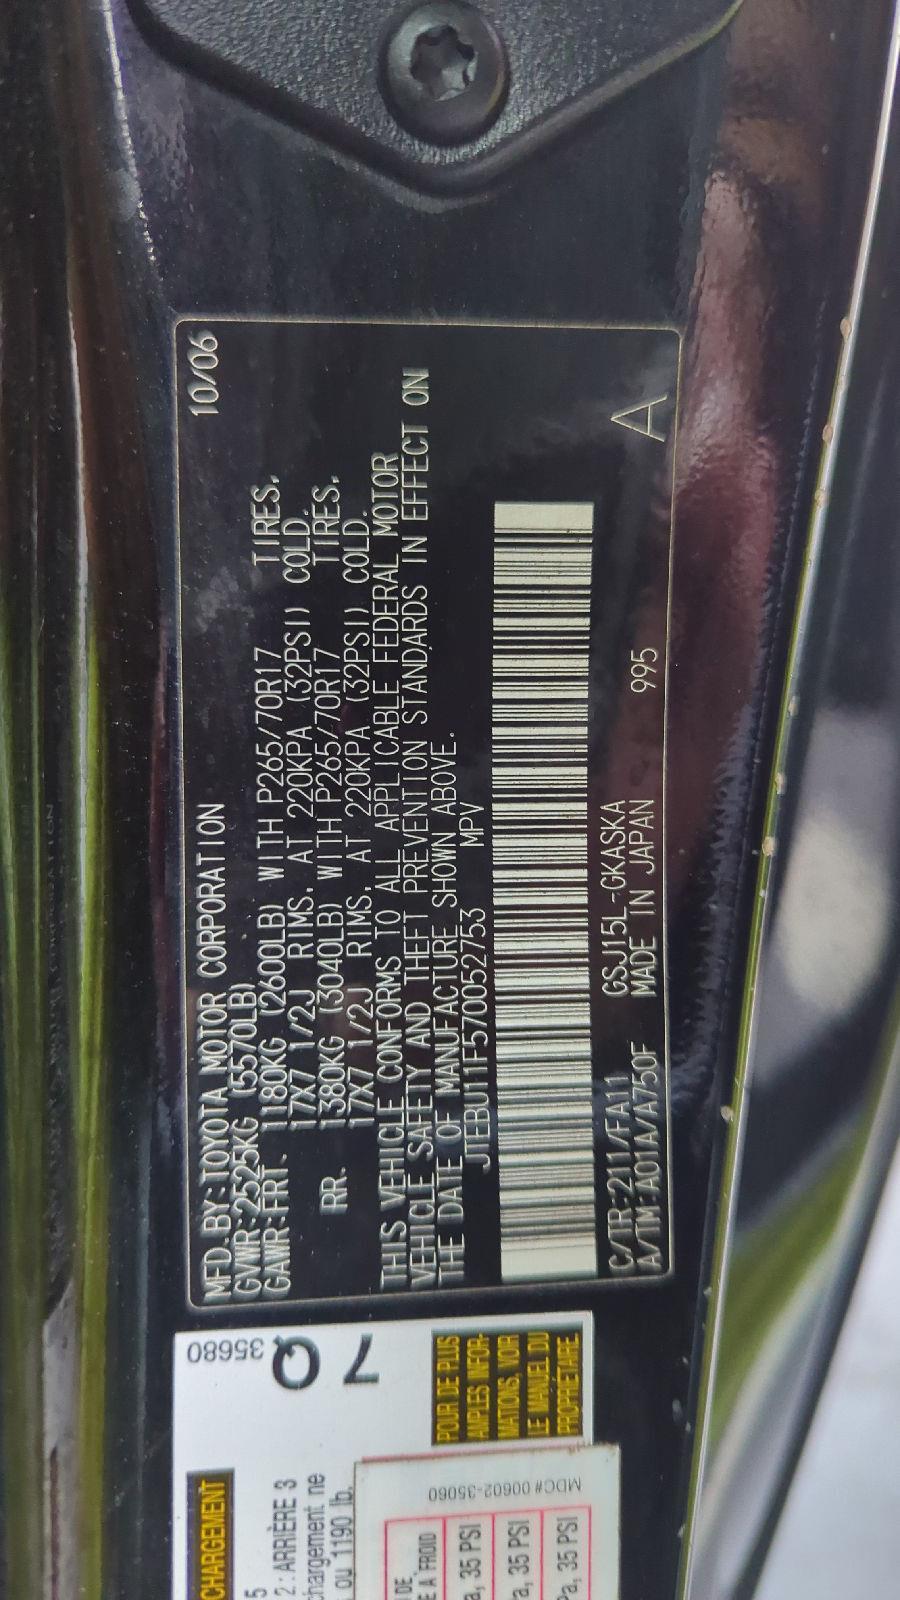 MFD.BY:TOYOTA MOTOR CORPORATION 10/06
GVWR:2525KG (5570LB)
GAWR:FRT. 1180KG (2600LB) WITH P265/70R17 TIRES,
17X7 1/2J RIMS, AT 220KPA (32PSI) COLD.
RR. 1380KG (3040LB) WITH P265/70R17 TIRES,
17X7 1/2J RIMS, AT 220KPA (32PSI) COLD.
THIS VEHICLE CONFORMS TO ALL APPLICABLE FEDERAL MOTOR
VEHICLE SAFETY AND THEFT PREVENTION STANDARDS IN EFFECT ON
THE DATE OF MANUFACTURE SHOWN ABOVE.
JTEBU11F570052753 MPV
C/TR:211/FA11 GSJ15L-GKASKA
A/TM:A01A/A750F MADE IN JAPAN 995
A
35680
7Q
CHARGEMENT
5
2: ARRIÈRE 3
chargement ne
ou 1190 lb.
POUR DE PLUS
AMPLES INFOR-
MATIONS, VOIR
LE MANUEL DU
PROPRIÉTAIRE.
MDC# 00602-35060
DE
E A FROID
a, 35 PSI
Pa, 35 PSI
Pa, 35 PSI